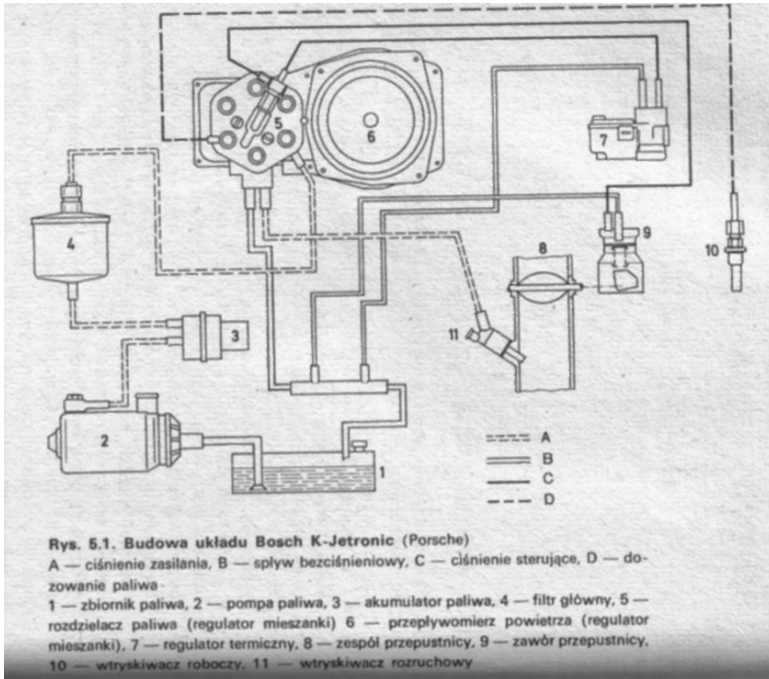 5
6
7
4
8
9
10
3
11
2
1
A
B
C
D
Rys. 5.1. Budowa układu Bosch K-Jetronic (Porsche)
A — ciśnienie zasilania, B — spływ bezciśnieniowy, C — ciśnienie sterujące, D — do-
zowanie paliwa
1 — zbiornik paliwa, 2 — pompa paliwa, 3 — akumulator paliwa, 4 — filtr główny, 5 —
rozdzielacz paliwa (regulator mieszanki) 6 — przepływomierz powietrza (regulator
mieszanki), 7 — regulator termiczny, 8 — zespół przepustnicy, 9 — zawór przepustnicy,
10 — wtryskiwacz roboczy, 11 — wtryskiwacz rozruchowy